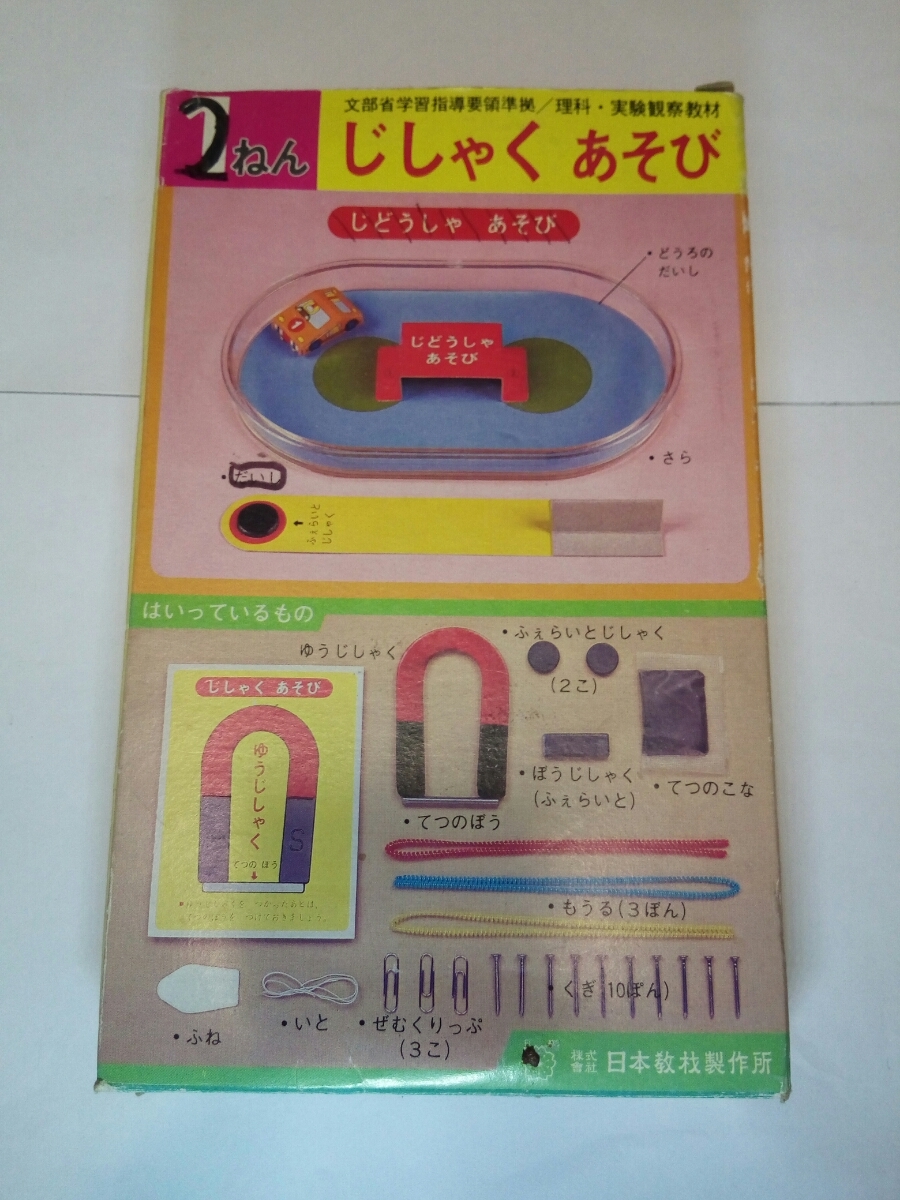 2ねん
文部省学習指導要領準拠／理科・実験観察教材
じしゃく あそび
じどうしゃ あそび
・どうろの
だいし
1
じどうしゃ
あそび
・さら
・だいし
ふぇらいと
じしゃく
はいっているもの
ゆうじしゃく
・ふぇらいとじしゃく
(2こ)
じしゃく あそび
ゆうじしゃく
S
てつの ぼう
・ぼうじしゃく
(ふぇらいと)
・てつのこな
・てつのぼう
・もうる(3ぼん)
・ふね
・いと
・ぜむくりっぷ
(3こ)
・くぎ(10ぽん)
株式會社 日本教材製作所